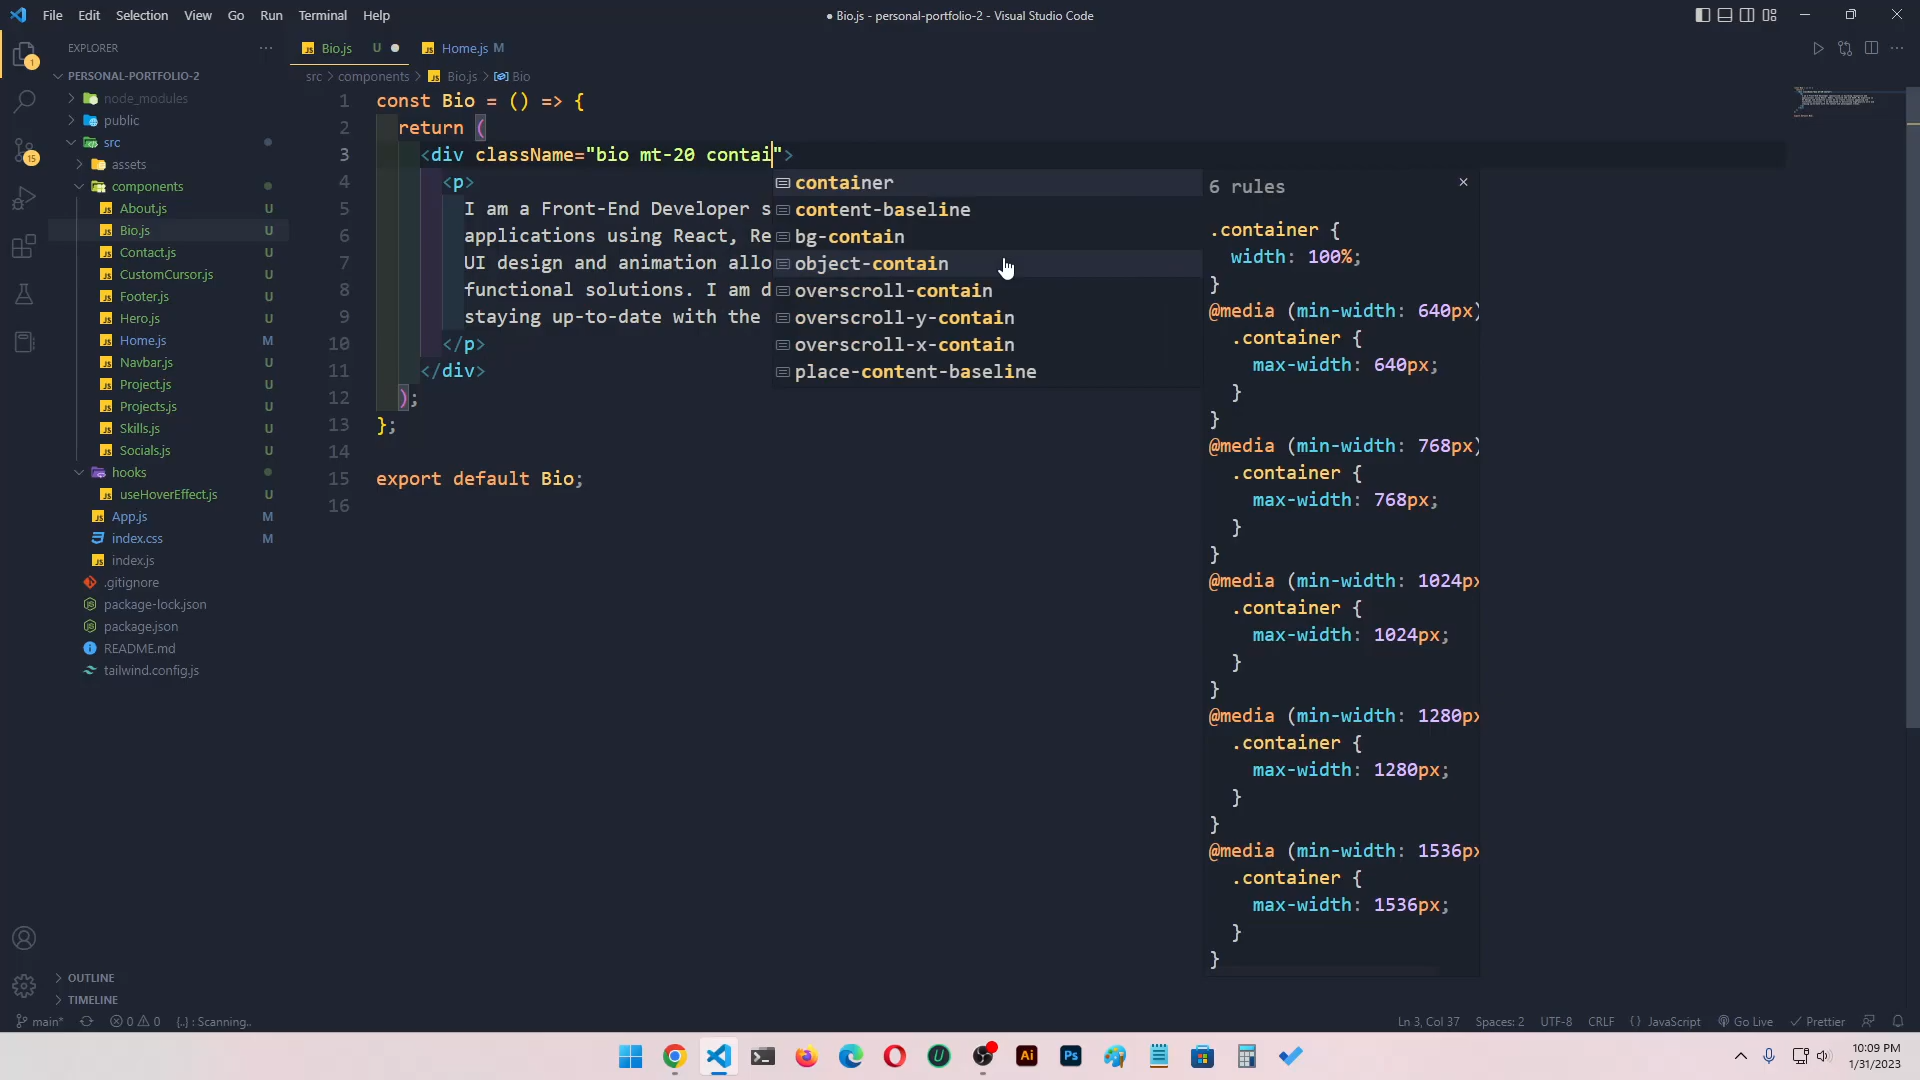 File Edit Selection View Go Run Terminal Help
● Bio.js - personal-portfolio-2 - Visual Studio Code
EXPLORER
PERSONAL-PORTFOLIO-2
node_modules
public
src
assets
components
About.js U
Bio.js U
Contact.js U
CustomCursor.js U
Footer.js U
Hero.js U
Home.js M
Navbar.js U
Project.js U
Projects.js U
Skills.js U
Socials.js U
hooks
useHoverEffect.js U
App.js M
index.css M
index.js
.gitignore
package-lock.json
package.json
README.md
tailwind.config.js
OUTLINE
TIMELINE
1
15
Bio.js U ● Home.js M
src > components > Bio.js > Bio
1 const Bio = () => {
2 return (
3 <div className="bio mt-20 contai">
4 <p>
5 I am a Front-End Developer s
6 applications using React, Re
7 UI design and animation allo
8 functional solutions. I am d
9 staying up-to-date with the
10 </p>
11 </div>
12 );
13 };
14
15 export default Bio;
16
container
content-baseline
bg-contain
object-contain
overscroll-contain
overscroll-y-contain
overscroll-x-contain
place-content-baseline
6 rules
.container {
width: 100%;
}
@media (min-width: 640px)
.container {
max-width: 640px;
}
}
@media (min-width: 768px)
.container {
max-width: 768px;
}
}
@media (min-width: 1024px
.container {
max-width: 1024px;
}
}
@media (min-width: 1280px
.container {
max-width: 1280px;
}
}
@media (min-width: 1536px
.container {
max-width: 1536px;
}
}
main* 0 0 {..} : Scanning..
Ln 3, Col 37 Spaces: 2 UTF-8 CRLF {} JavaScript Go Live Prettier
Ai Ps
10:09 PM
1/31/2023